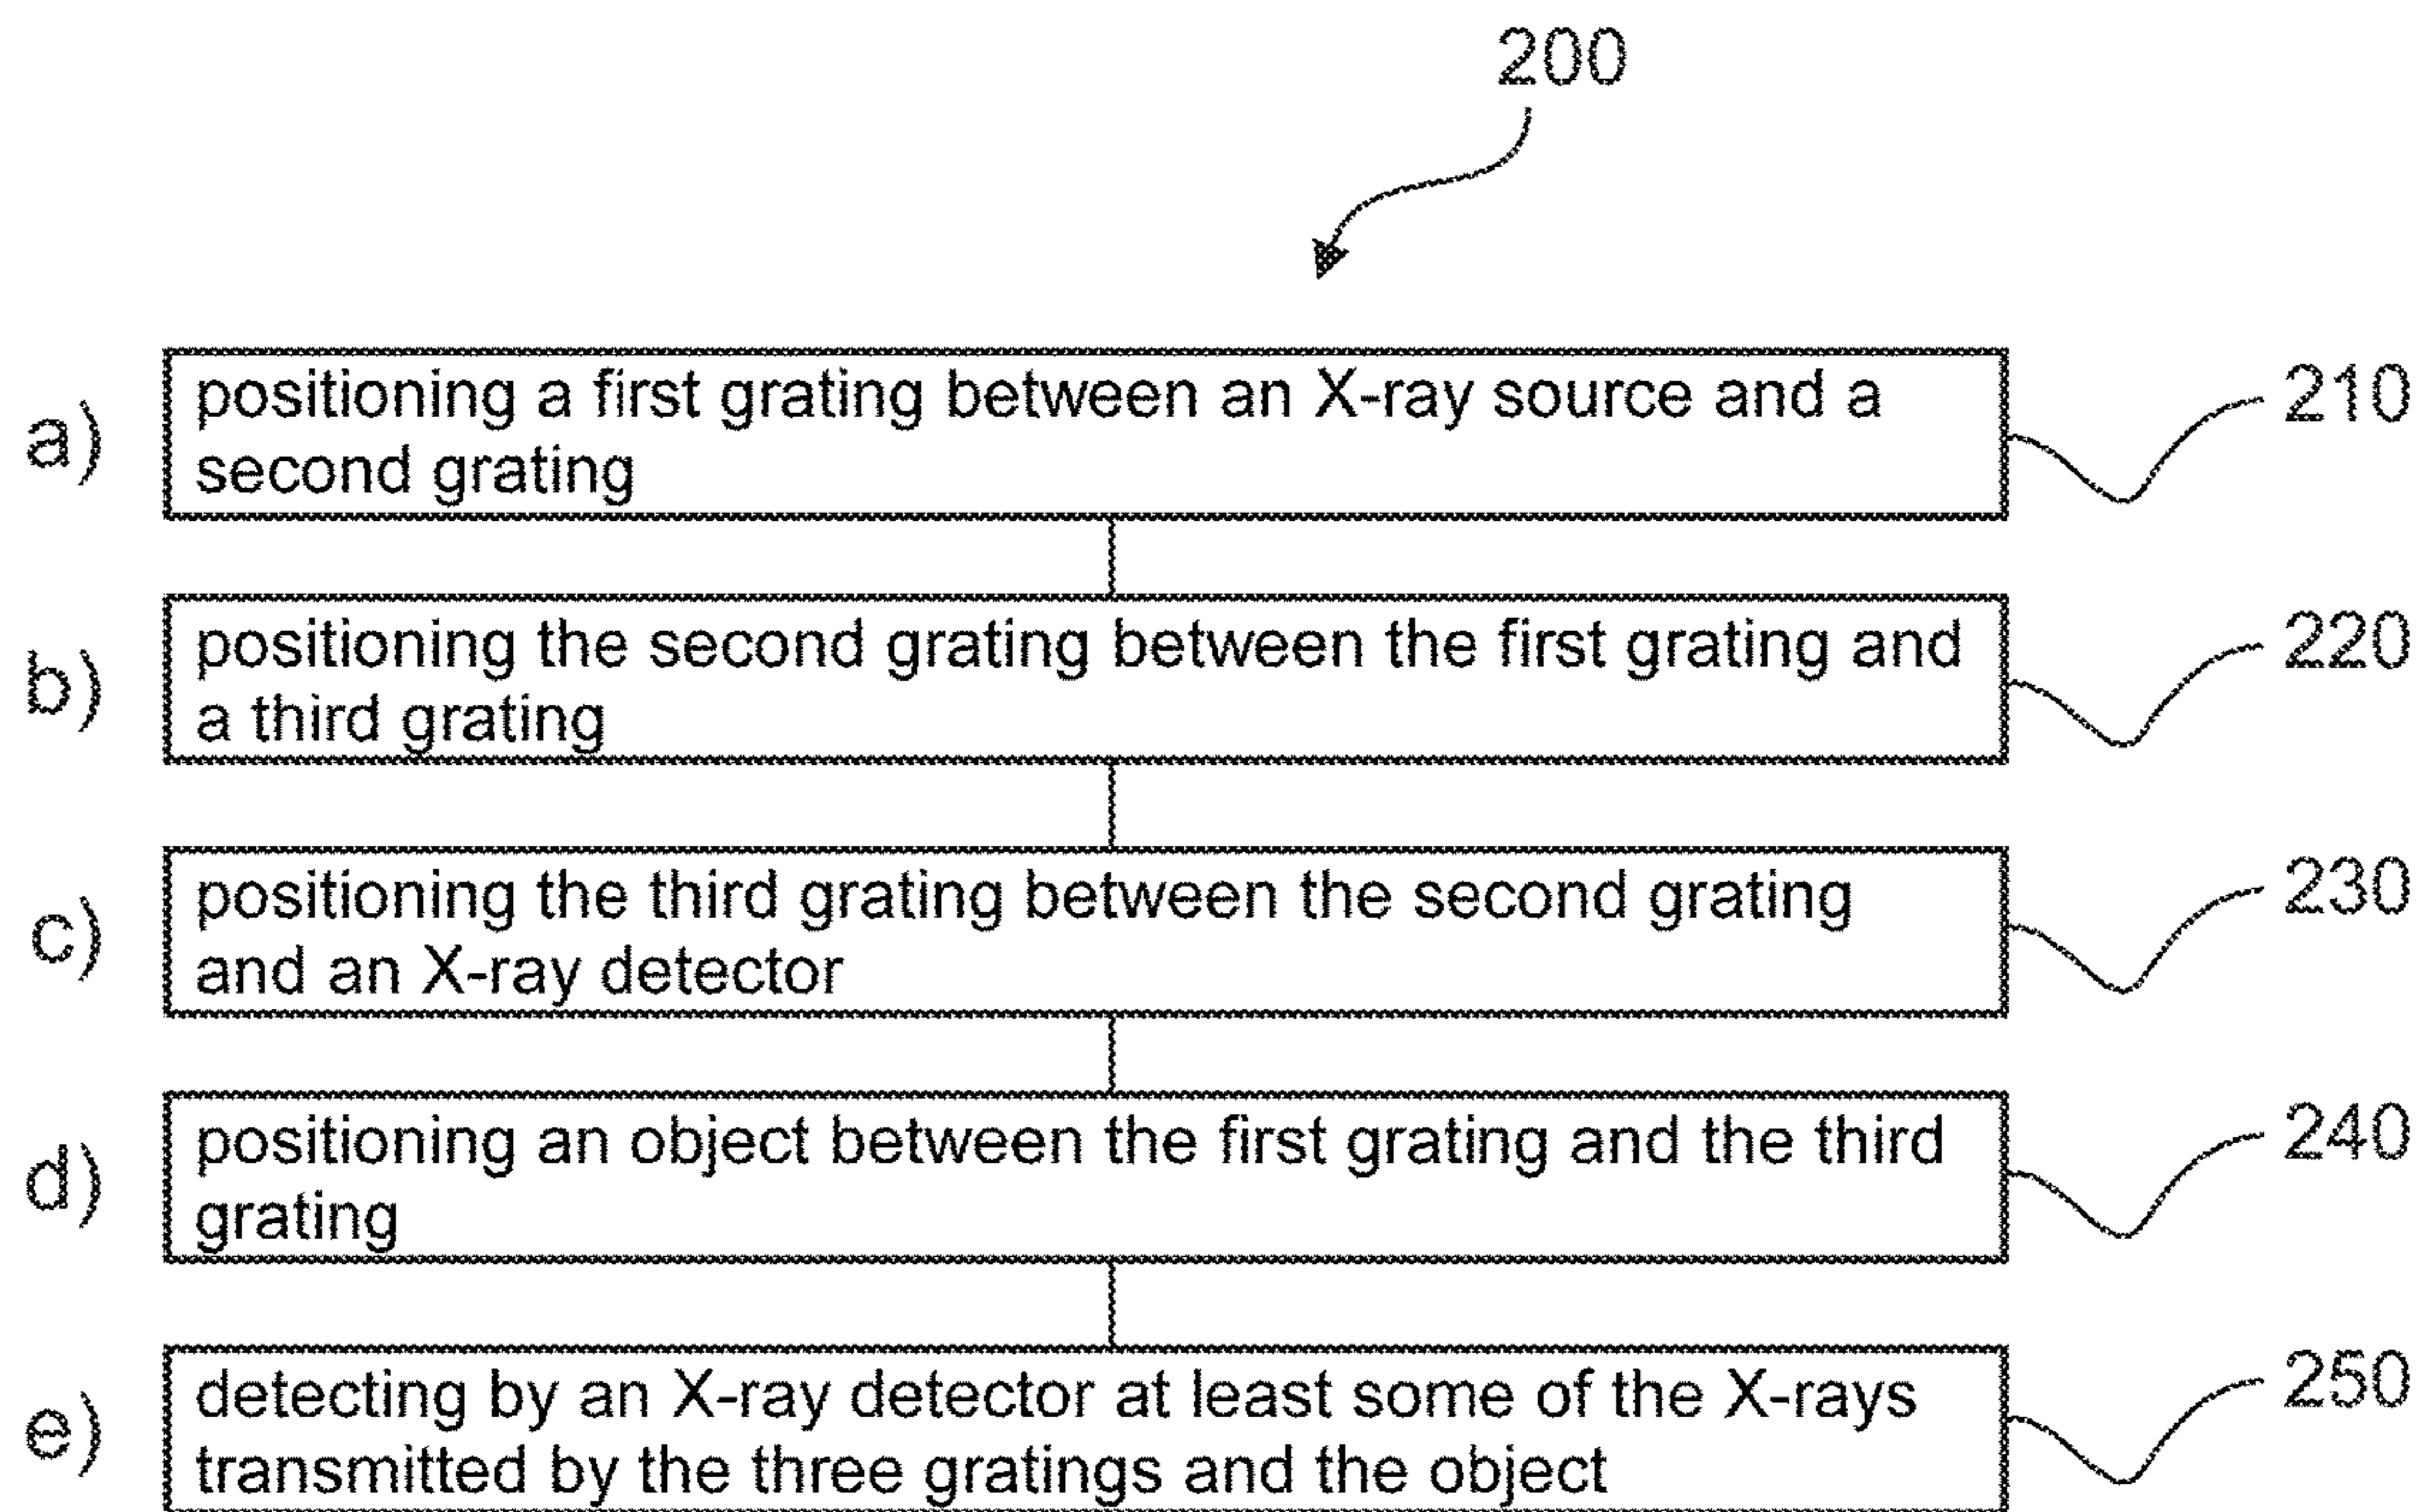 200
a)
positioning a first grating between an X-ray source and a
second grating
210
b)
positioning the second grating between the first grating and
a third grating
220
c)
positioning the third grating between the second grating
and an X-ray detector
230
d)
positioning an object between the first grating and the third
grating
240
e)
detecting by an X-ray detector at least some of the X-rays
transmitted by the three gratings and the object
250